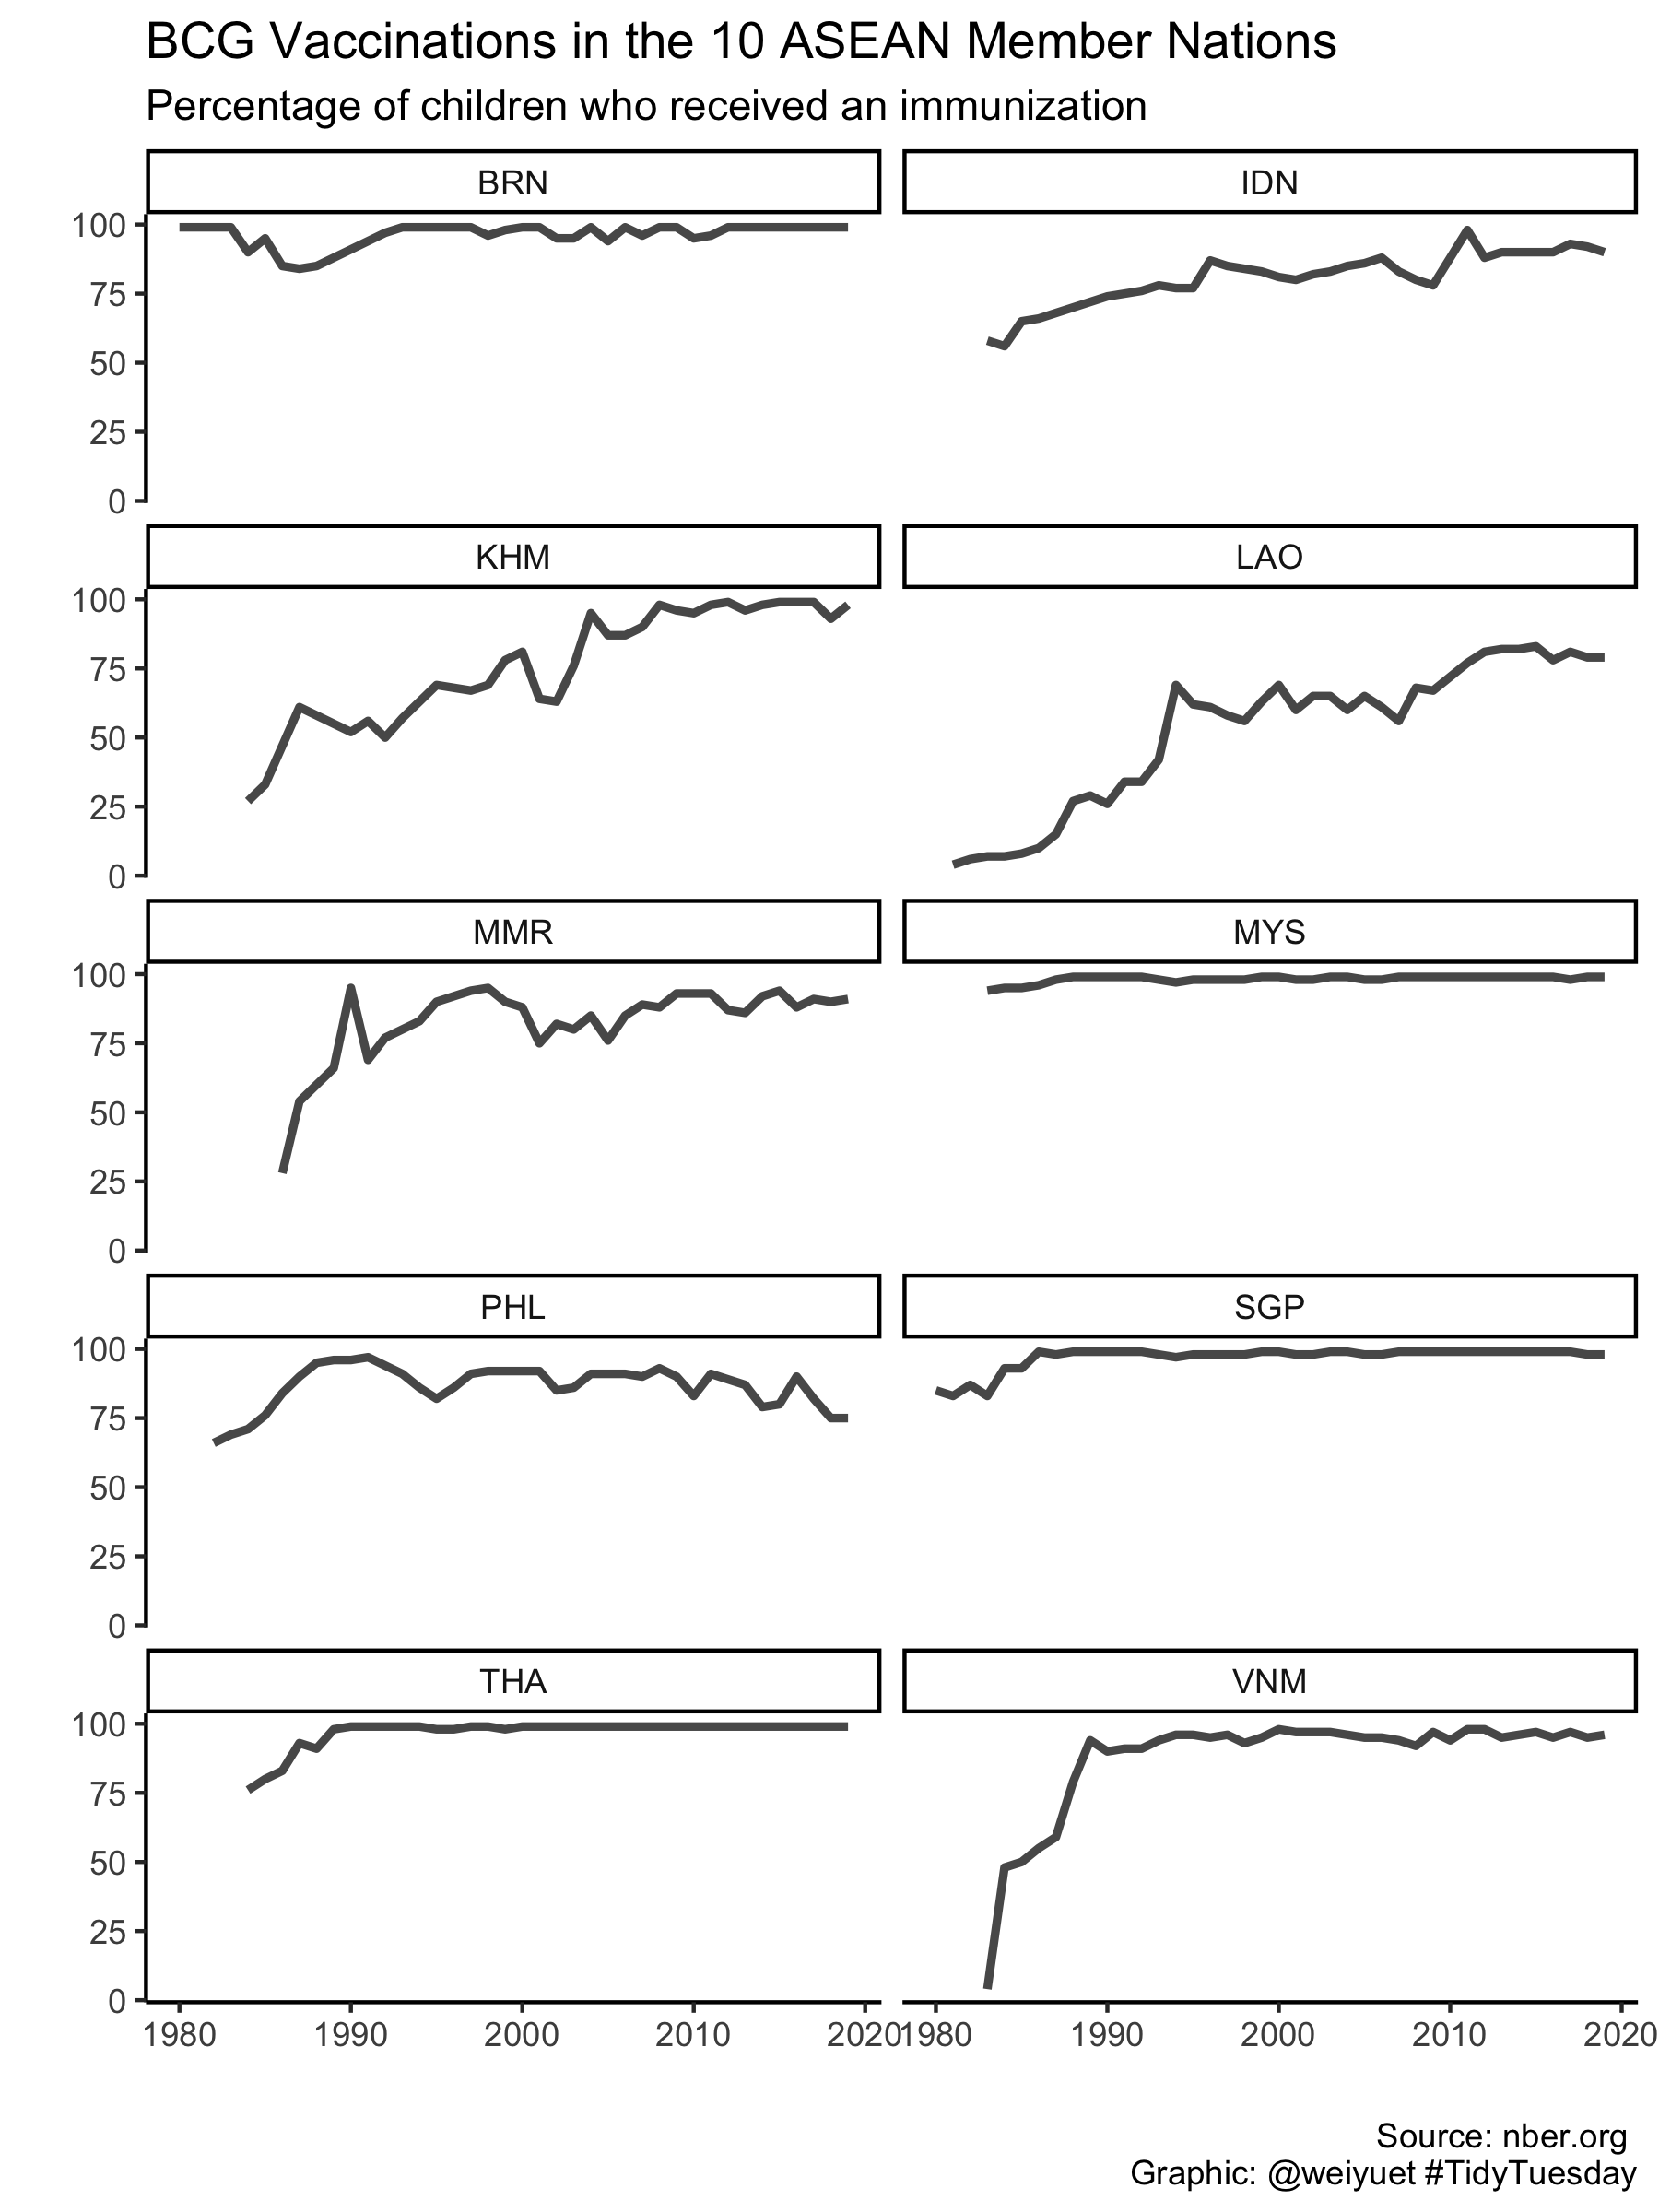 BCG Vaccinations in the 10 ASEAN Member Nations
Percentage of children who received an immunization
BRN
IDN
100
75
50
25
0
KHM
LAO
100
75
50
25
0
MMR
MYS
100
75
50
25
0
PHL
SGP
100
75
50
25
0
THA
VNM
100
75
50
25
0
1980 1990 2000 2010 2020 1980 1990 2000 2010 2020
Source: nber.org
Graphic: @weiyuet #TidyTuesday